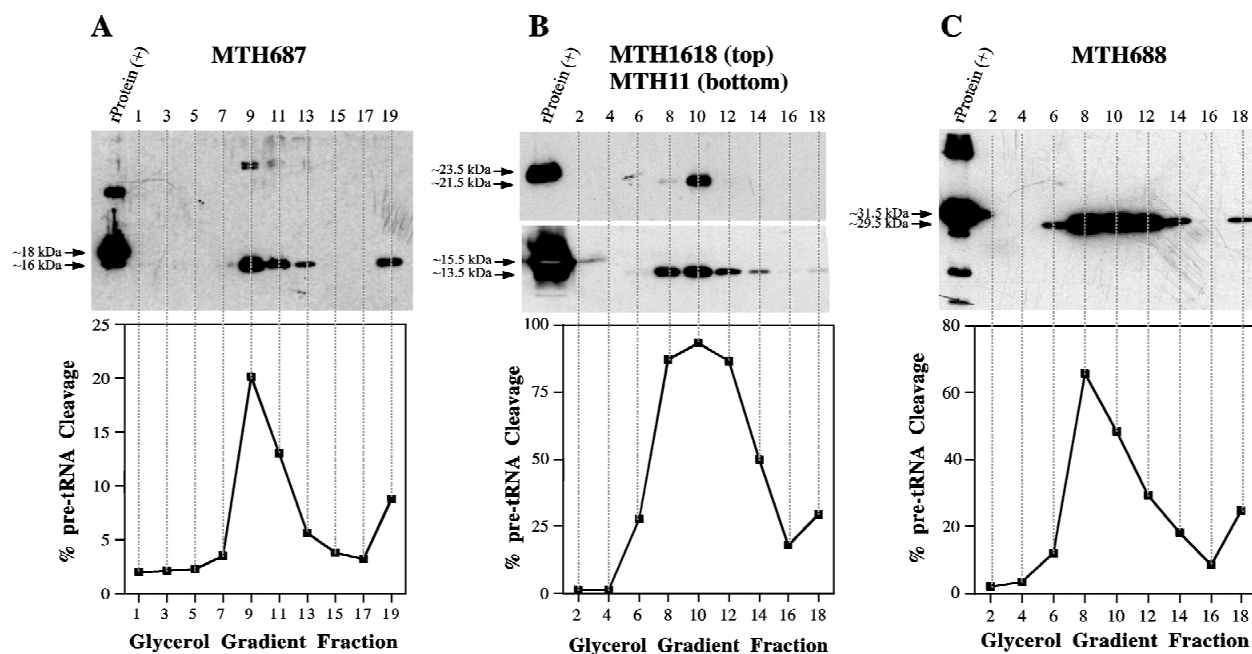 A
MTH687
rProtein (+)
1 3 5 7 9 11 13 15 17 19
~18 kDa
~16 kDa
25
20
15
10
5
0
% pre-tRNA Cleavage
1 3 5 7 9 11 13 15 17 19
Glycerol Gradient Fraction
B
MTH1618 (top)
MTH11 (bottom)
rProtein (+)
2 4 6 8 10 12 14 16 18
~23.5 kDa
~21.5 kDa
~15.5 kDa
~13.5 kDa
100
75
50
25
0
% pre-tRNA Cleavage
2 4 6 8 10 12 14 16 18
Glycerol Gradient Fraction
C
MTH688
rProtein (+)
2 4 6 8 10 12 14 16 18
~31.5 kDa
~29.5 kDa
80
60
40
20
0
% pre-tRNA Cleavage
2 4 6 8 10 12 14 16 18
Glycerol Gradient Fraction